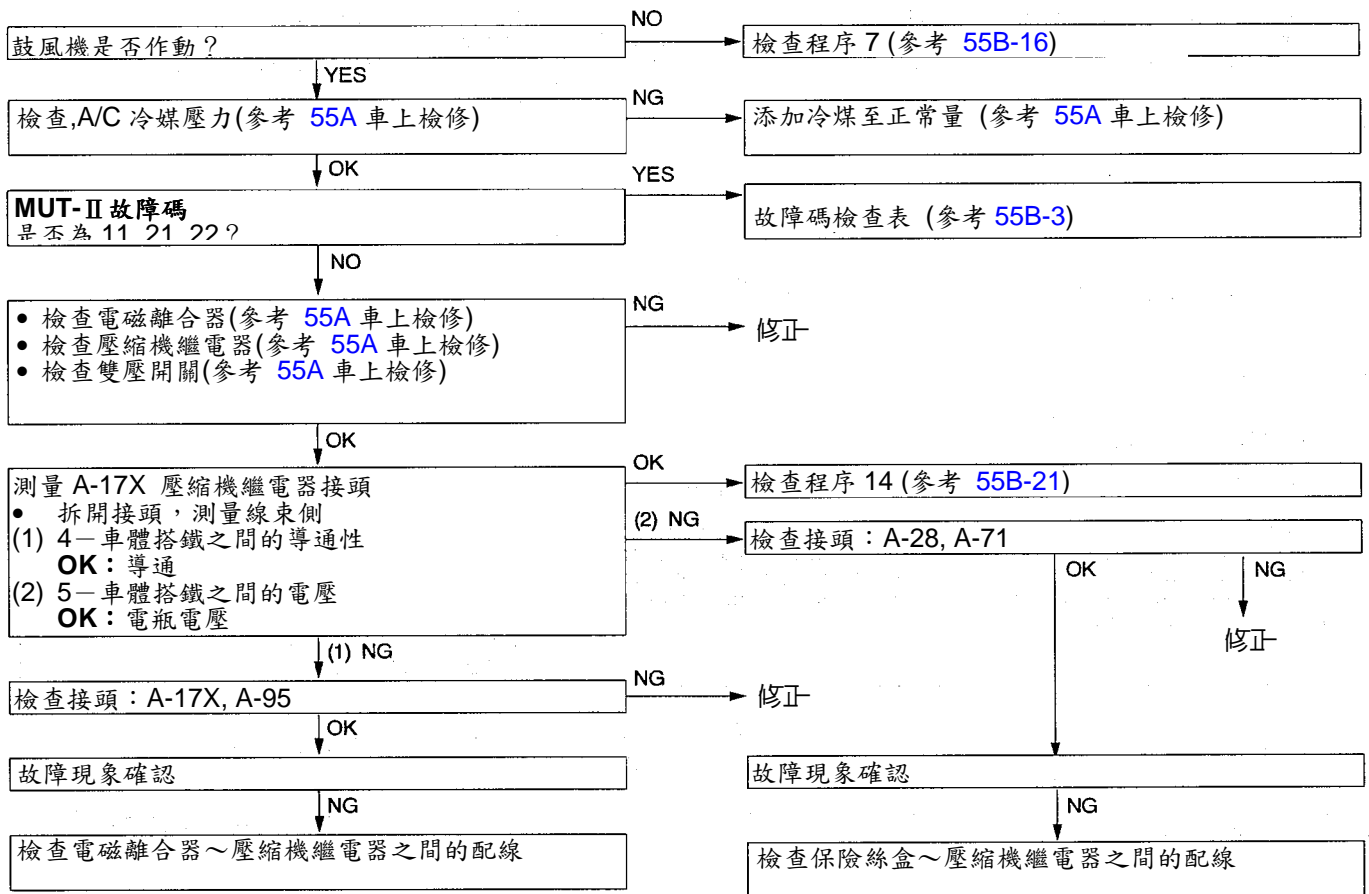 鼓風機是否作動？
NO
檢查程序 7 (參考 55B-16)
YES
檢查,A/C 冷媒壓力(參考 55A 車上檢修)
NG
添加冷煤至正常量 (參考 55A 車上檢修)
OK
MUT-Ⅱ故障碼
是否為 11 21 22？
YES
故障碼檢查表 (參考 55B-3)
NO
• 檢查電磁離合器(參考 55A 車上檢修)
• 檢查壓縮機繼電器(參考 55A 車上檢修)
• 檢查雙壓開關(參考 55A 車上檢修)
NG
修正
OK
測量 A-17X 壓縮機繼電器接頭
• 拆開接頭，測量線束側
(1) 4－車體搭鐵之間的導通性
OK：導通
(2) 5－車體搭鐵之間的電壓
OK：電瓶電壓
OK
檢查程序 14 (參考 55B-21)
(2) NG
檢查接頭：A-28, A-71
OK
NG
修正
(1) NG
檢查接頭：A-17X, A-95
NG
修正
OK
故障現象確認
故障現象確認
NG
NG
檢查電磁離合器～壓縮機繼電器之間的配線
檢查保險絲盒～壓縮機繼電器之間的配線